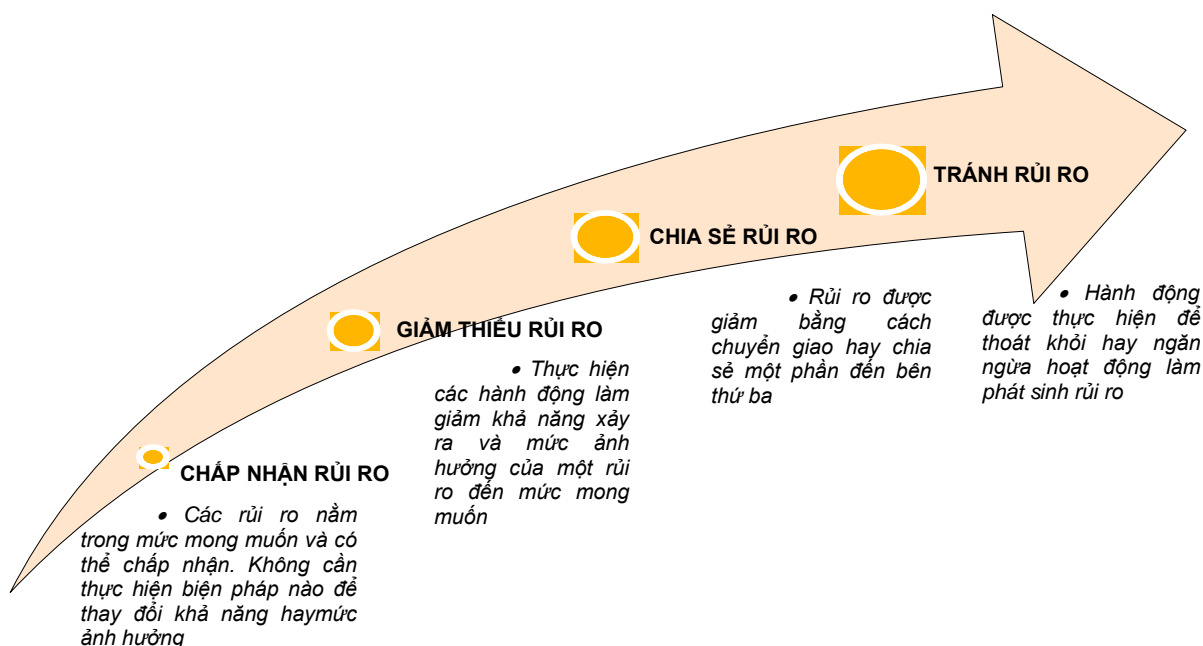 TRÁNH RỦI RO
CHIA SẺ RỦI RO
GIẢM THIỂU RỦI RO
CHẤP NHẬN RỦI RO
• Các rủi ro nằm
trong mức mong muốn và có
thể chấp nhận. Không cần
thực hiện biện pháp nào để
thay đổi khả năng haymức
ảnh hưởng
• Thực hiện
các hành động làm
giảm khả năng xảy
ra và mức ảnh
hưởng của một rủi
ro đến mức mong
muốn
• Rủi ro được
giảm bằng cách
chuyển giao hay chia
sẻ một phần đến bên
thứ ba
• Hành động
được thực hiện để
thoát khỏi hay ngăn
ngừa hoạt động làm
phát sinh rủi ro